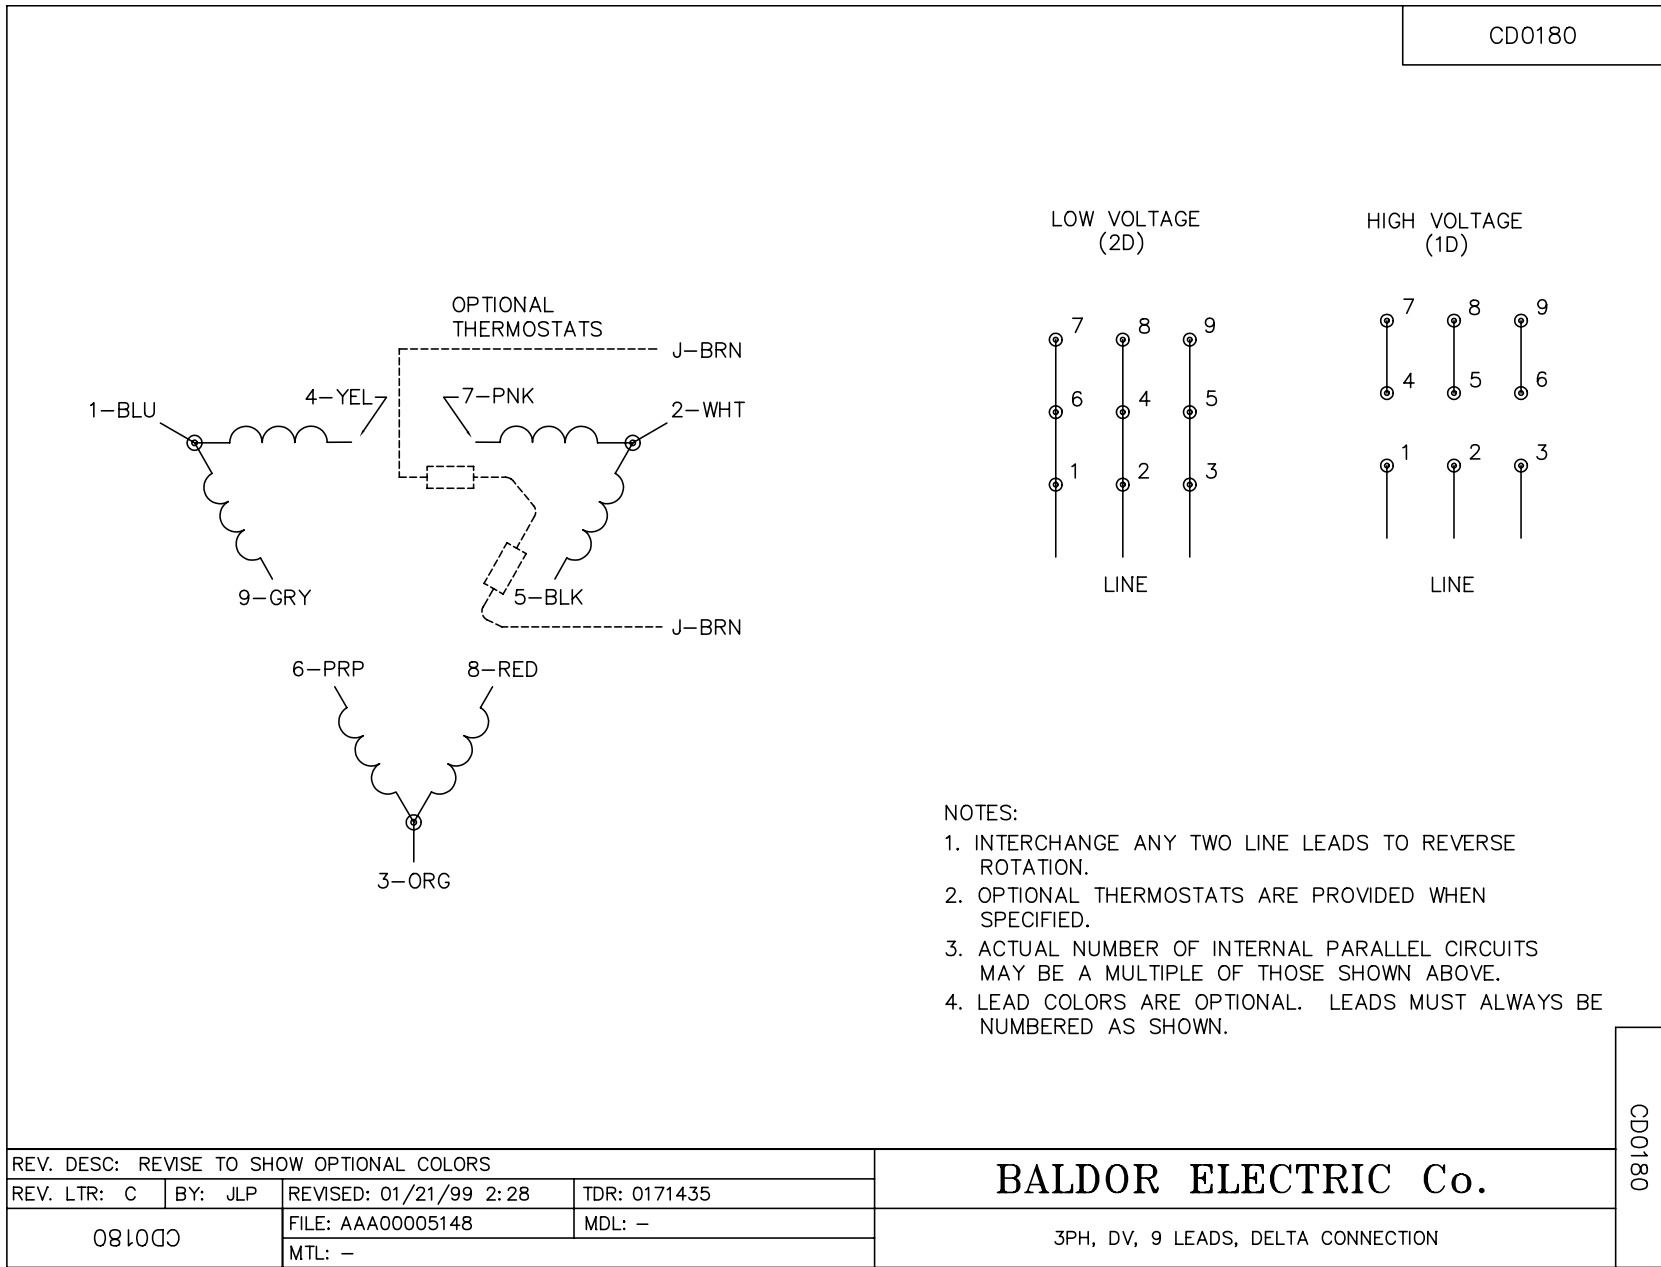 CD0180
LOW VOLTAGE
(2D)
HIGH VOLTAGE
(1D)
OPTIONAL
THERMOSTATS
J-BRN
1-BLU
4-YEL
7-PNK
2-WHT
9-GRY
5-BLK
J-BRN
6-PRP
8-RED
3-ORG
7 8 9
6 4 5
1 2 3
LINE
7 8 9
4 5 6
1 2 3
LINE
NOTES:
1. INTERCHANGE ANY TWO LINE LEADS TO REVERSE
ROTATION.
2. OPTIONAL THERMOSTATS ARE PROVIDED WHEN
SPECIFIED.
3. ACTUAL NUMBER OF INTERNAL PARALLEL CIRCUITS
MAY BE A MULTIPLE OF THOSE SHOWN ABOVE.
4. LEAD COLORS ARE OPTIONAL. LEADS MUST ALWAYS BE
NUMBERED AS SHOWN.
CD0180
REV. DESC: REVISE TO SHOW OPTIONAL COLORS
REV. LTR: C BY: JLP REVISED: 01/21/99 2:28 TDR: 0171435
CD0180
FILE: AAA00005148 MDL: -
MTL: -
BALDOR ELECTRIC Co.
3PH, DV, 9 LEADS, DELTA CONNECTION